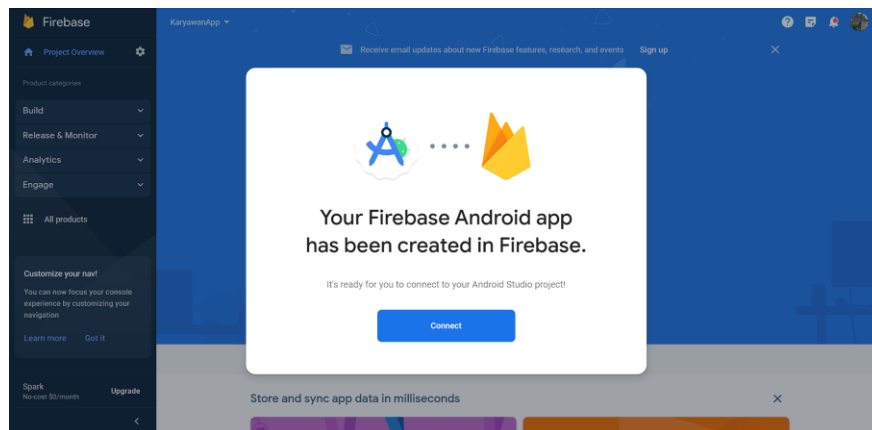 Firebase
KaryawanApp
Project Overview
Receive email updates about new Firebase features, research, and events Sign up
Product categories
Build
Release & Monitor
Analytics
Engage
All products
Customize your nav!
You can now focus your console
experience by customizing your
navigation
Learn more Got it
Spark
No-cost $0/month
Upgrade
Your Firebase Android app
has been created in Firebase.
It's ready for you to connect to your Android Studio project!
Connect
Store and sync app data in milliseconds